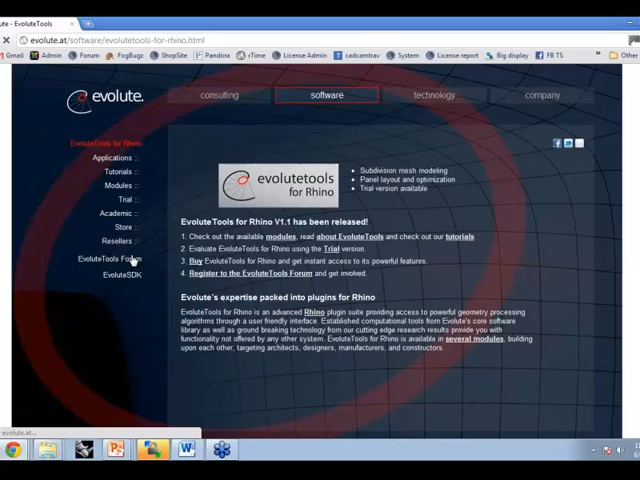 ute - EvoluteTools
evolute.at/software/evolutetools-for-rhino.html
Gmail Admin Forum FogBugz ShopSite Pandora rTime License Admin cadcamtrav System License report Big display FB TS » Other
evolute. consulting software technology company
EvoluteTools for Rhino
Applications ::
Tutorials ::
Modules ::
Trial ::
Academic ::
Store ::
Resellers ::
EvoluteTools Forum
EvoluteSDK
evolutetools
for Rhino
• Subdivision mesh modeling
• Panel layout and optimization
• Trial version available
EvoluteTools for Rhino V1.1 has been released!
1. Check out the available modules, read about EvoluteTools and check out our tutorials.
2. Evaluate EvoluteTools for Rhino using the Trial version.
3. Buy EvoluteTools for Rhino and get instant access to its powerful features.
4. Register to the EvoluteTools Forum and get involved.
Evolute's expertise packed into plugins for Rhino
EvoluteTools for Rhino is an advanced Rhino plugin suite providing access to powerful geometry processing
algorithms through a user friendly interface. Established computational tools from Evolute's core software
library as well as ground breaking technology from our cutting edge research results provide you with
functionality not offered by any other system. EvoluteTools for Rhino is available in several modules, building
upon each other, targeting architects, designers, manufacturers, and constructors.
evolute.at...